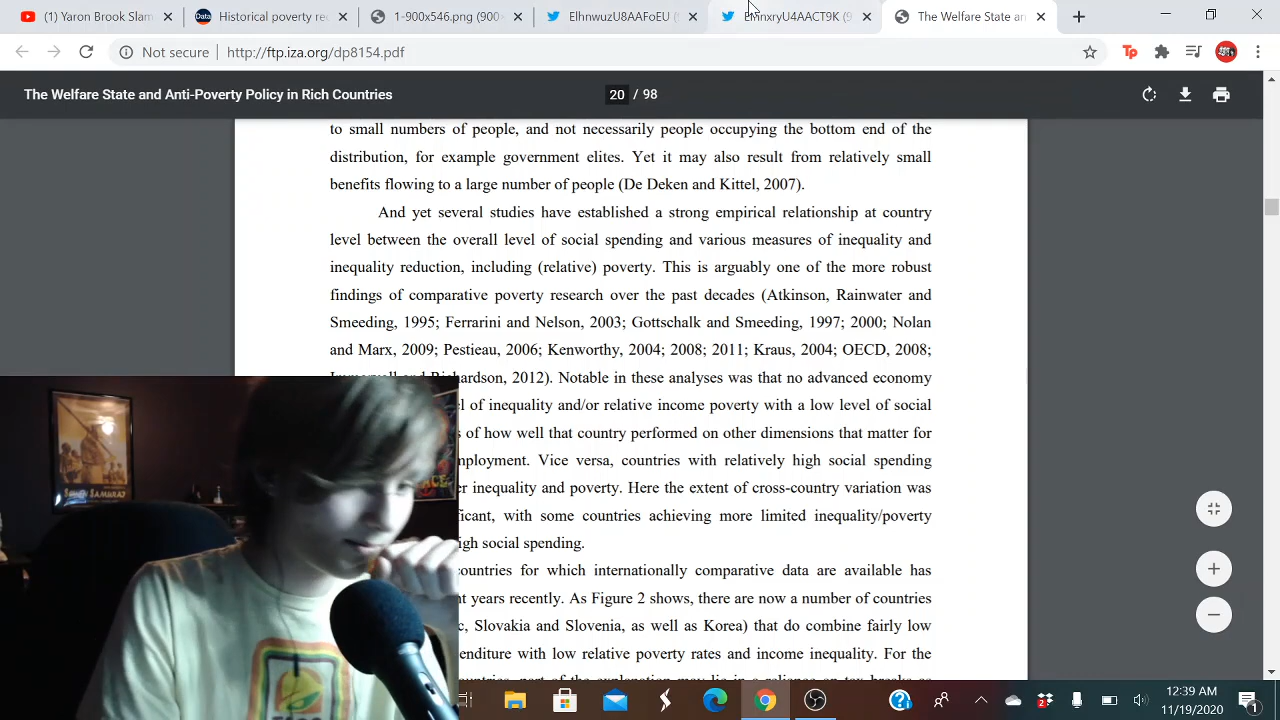 (1) Yaron Brook Slam
Historical poverty re
1-900x546.png (900
ElhnwuzU8AAFoEU (
(9
The Welfare State an
Not secure
http://ftp.iza.org/dp8154.pdf
Tp
The Welfare State and Anti-Poverty Policy in Rich Countries
20 / 98
to small numbers of people, and not necessarily people occupying the bottom end of the
distribution, for example government elites. Yet it may also result from relatively small
benefits flowing to a large number of people (De Deken and Kittel, 2007).
And yet several studies have established a strong empirical relationship at country
level between the overall level of social spending and various measures of inequality and
inequality reduction, including (relative) poverty. This is arguably one of the more robust
findings of comparative poverty research over the past decades (Atkinson, Rainwater and
Smeeding, 1995; Ferrarini and Nelson, 2003; Gottschalk and Smeeding, 1997; 2000; Nolan
and Marx, 2009; Pestieau, 2006; Kenworthy, 2004; 2008; 2011; Kraus, 2004; OECD, 2008;
2012). Notable in these analyses was that no advanced economy
of inequality and/or relative income poverty with a low level of social
of how well that country performed on other dimensions that matter for
Vice versa, countries with relatively high social spending
inequality and poverty. Here the extent of cross-country variation was
with some countries achieving more limited inequality/poverty
social spending.
countries for which internationally comparative data are available has
years recently. As Figure 2 shows, there are now a number of countries
Slovakia and Slovenia, as well as Korea) that do combine fairly low
with low relative poverty rates and income inequality. For the
SEVEN SAMURAI
12:39 AM
11/19/2020
1